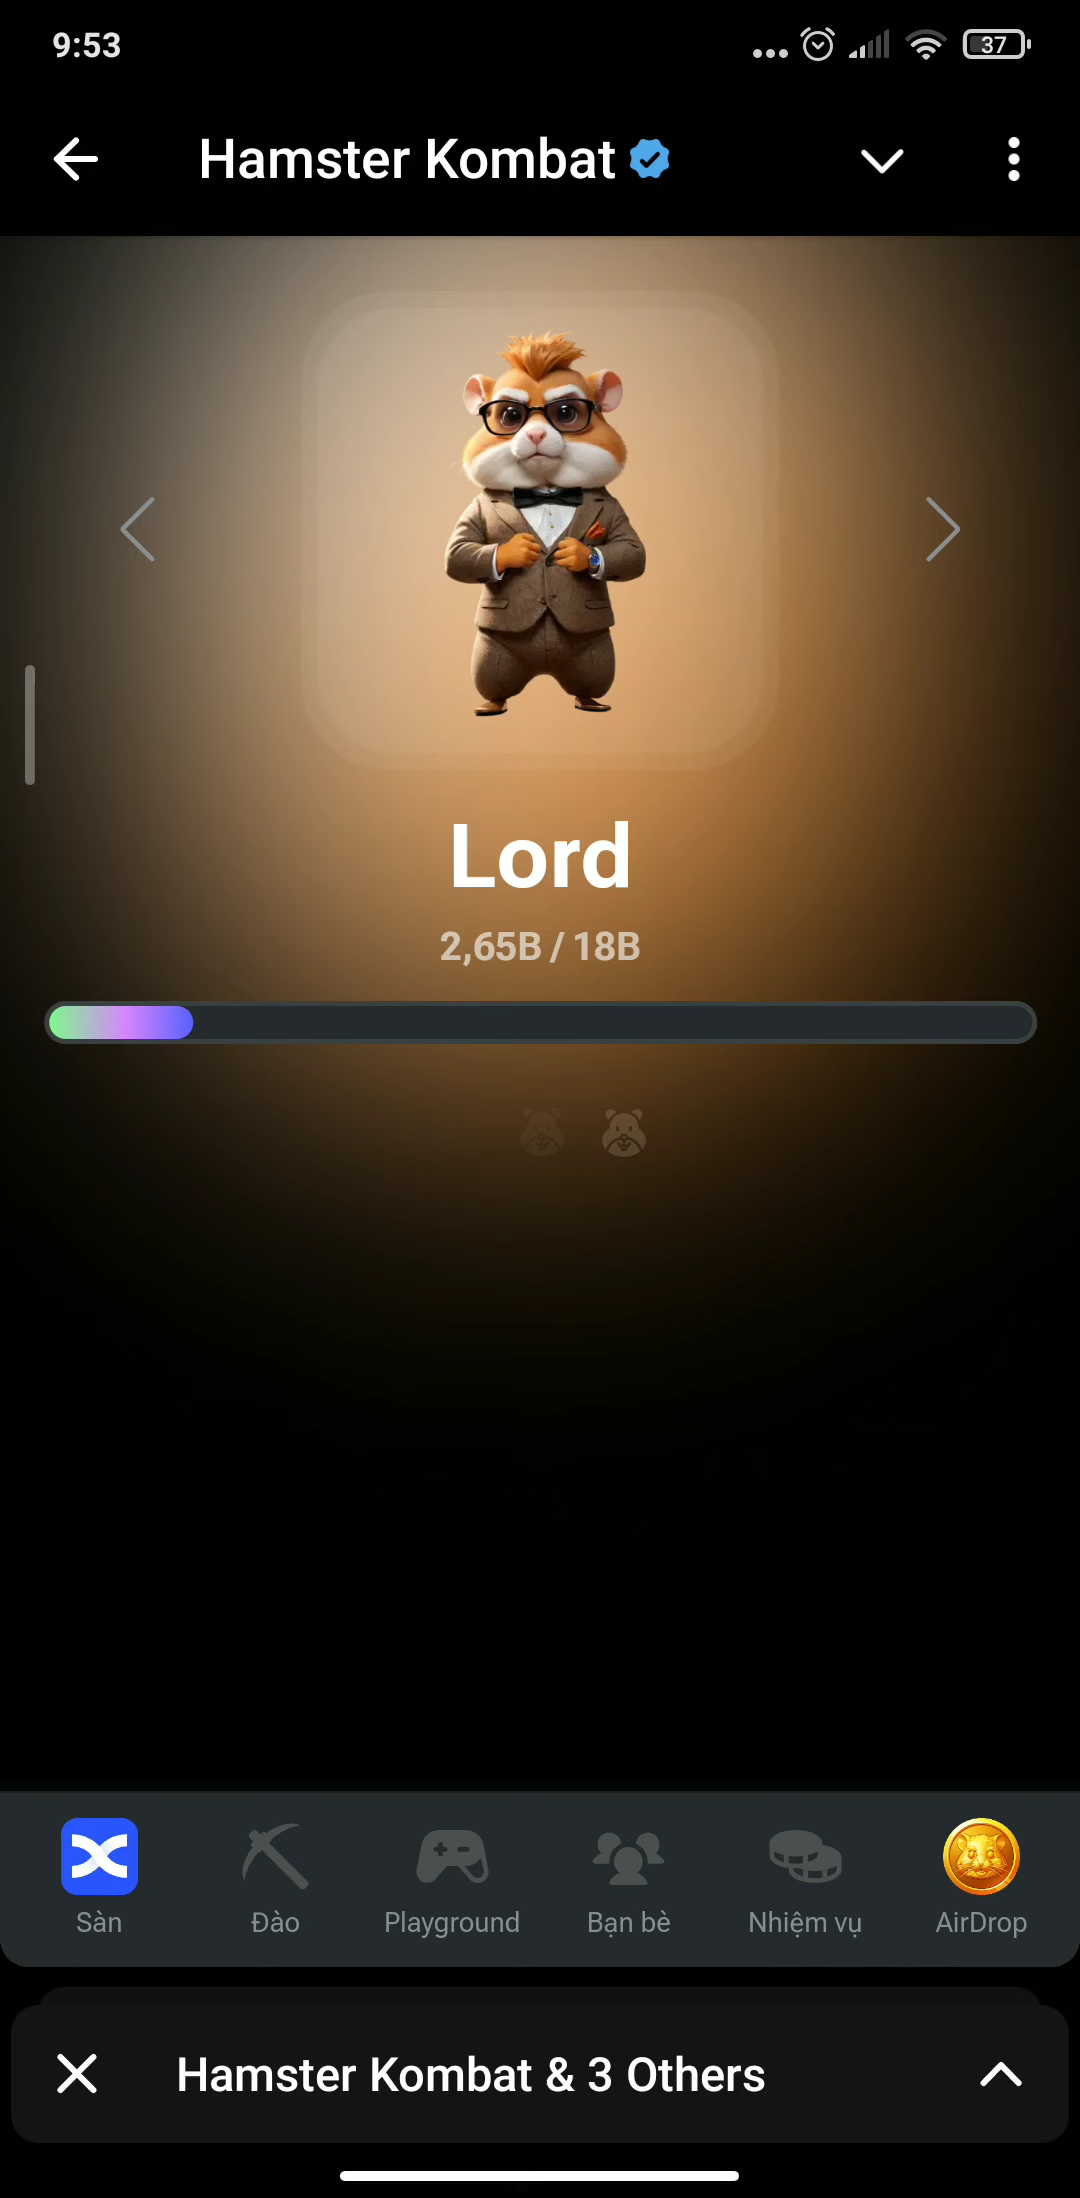 9:53
37
Hamster Kombat
Lord
2,65B / 18B
Sàn
Đào
Playground
Bạn bè
Nhiệm vụ
AirDrop
Hamster Kombat & 3 Others